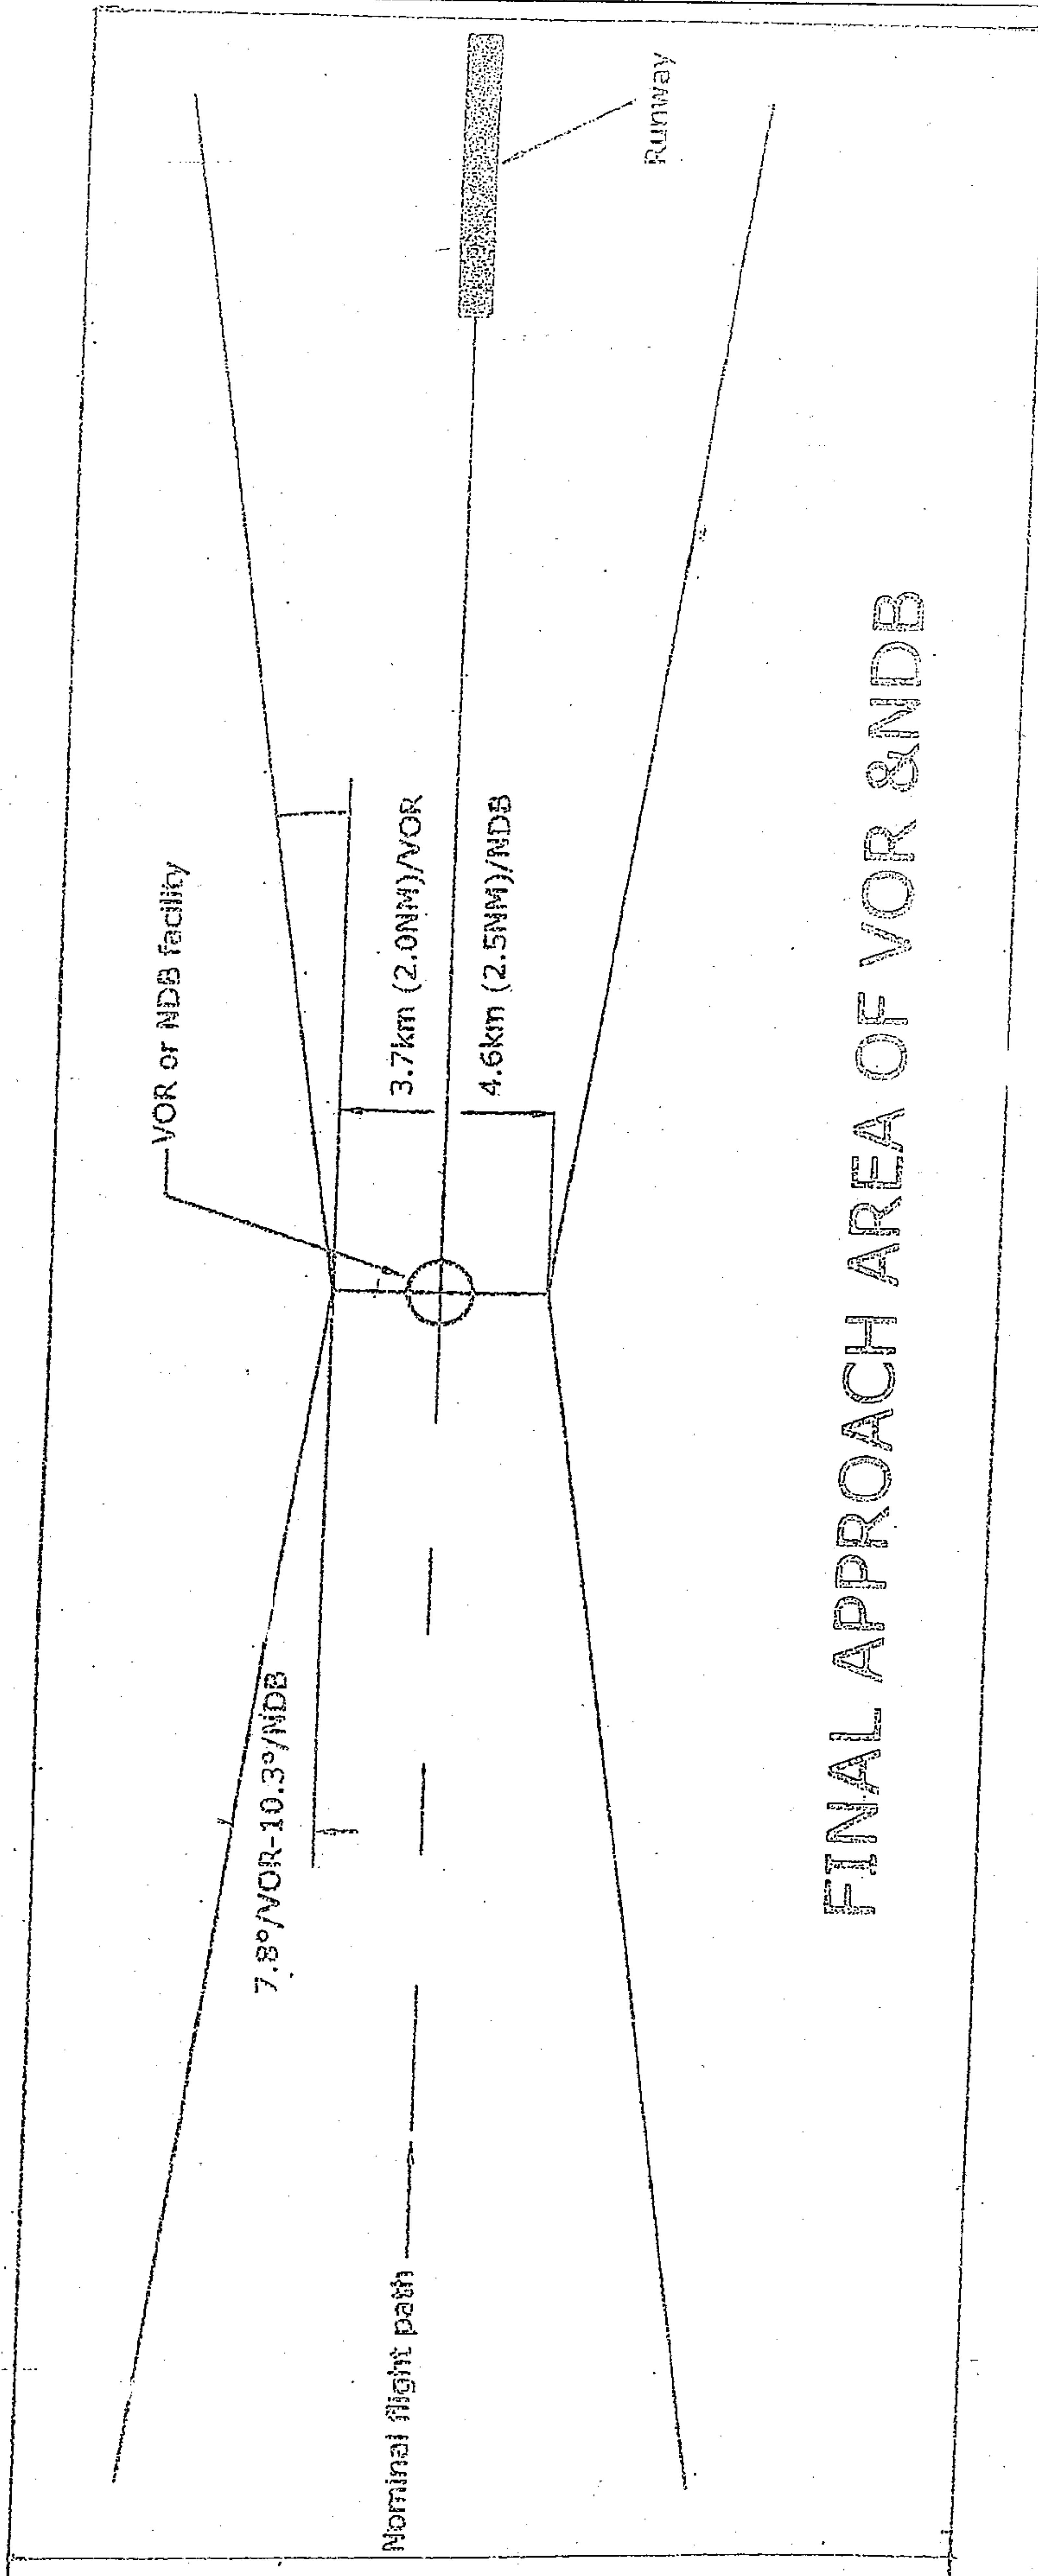 Runway
VOR or NDB facility
3.7km (2.0NM)/VOR
4.6km (2.5NM)/NDB
7.8°/VOR-10.3°/NDB
Nominal flight path
FINAL APPROACH AREA OF VOR &NDB